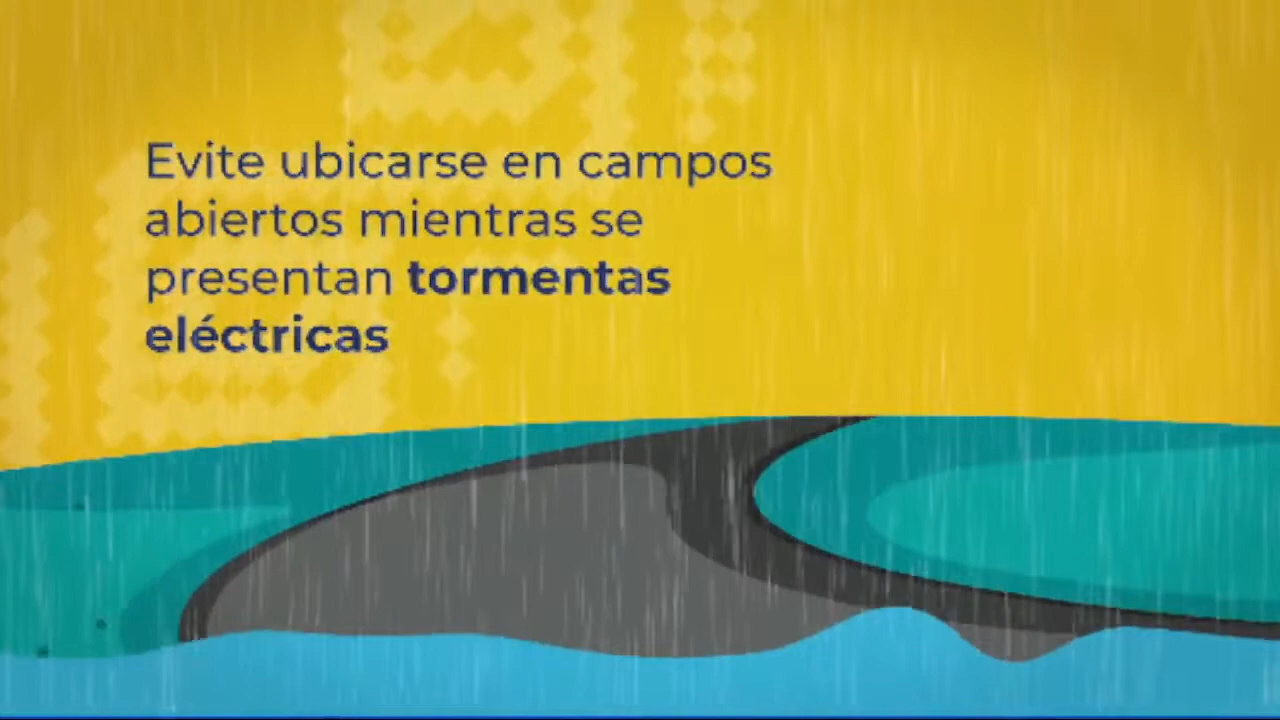 Evite ubicarse en campos
abiertos mientras se
presentan tormentas
eléctricas